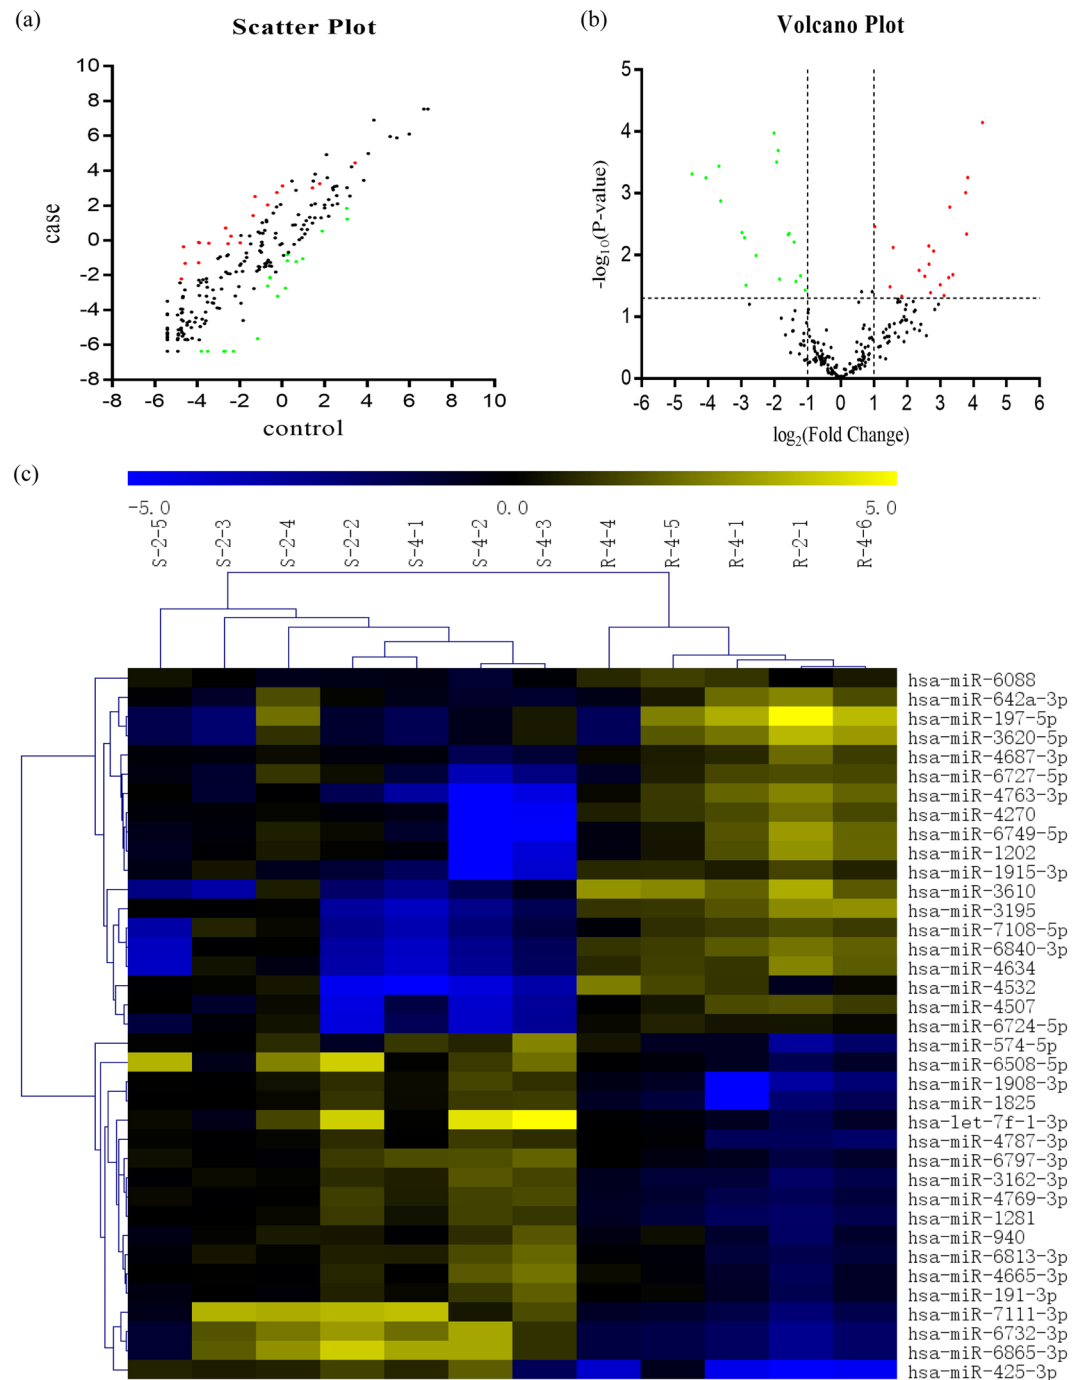 (a)
Scatter Plot
10
8
6
4
2
0
-2
-4
-6
-8
case
-8 -6 -4 -2 0 2 4 6 8 10
control
(b)
Volcano Plot
5
4
3
2
1
0
-log10(P-value)
-6 -5 -4 -3 -2 -1 0 1 2 3 4 5 6
log2(Fold Change)
(c)
-5.0 0.0 5.0
S-2-5 S-2-3 S-2-4 S-2-2 S-4-1 S-4-2 S-4-3 R-4-4 R-4-5 R-4-1 R-2-1 R-4-6
hsa-miR-6088
hsa-miR-642a-3p
hsa-miR-197-5p
hsa-miR-3620-5p
hsa-miR-4687-3p
hsa-miR-6727-5p
hsa-miR-4763-3p
hsa-miR-4270
hsa-miR-6749-5p
hsa-miR-1202
hsa-miR-1915-3p
hsa-miR-3610
hsa-miR-3195
hsa-miR-7108-5p
hsa-miR-6840-3p
hsa-miR-4634
hsa-miR-4532
hsa-miR-4507
hsa-miR-6724-5p
hsa-miR-574-5p
hsa-miR-6508-5p
hsa-miR-1908-3p
hsa-miR-1825
hsa-let-7f-1-3p
hsa-miR-4787-3p
hsa-miR-6797-3p
hsa-miR-3162-3p
hsa-miR-4769-3p
hsa-miR-1281
hsa-miR-940
hsa-miR-6813-3p
hsa-miR-4665-3p
hsa-miR-191-3p
hsa-miR-7111-3p
hsa-miR-6732-3p
hsa-miR-6865-3p
hsa-miR-425-3p